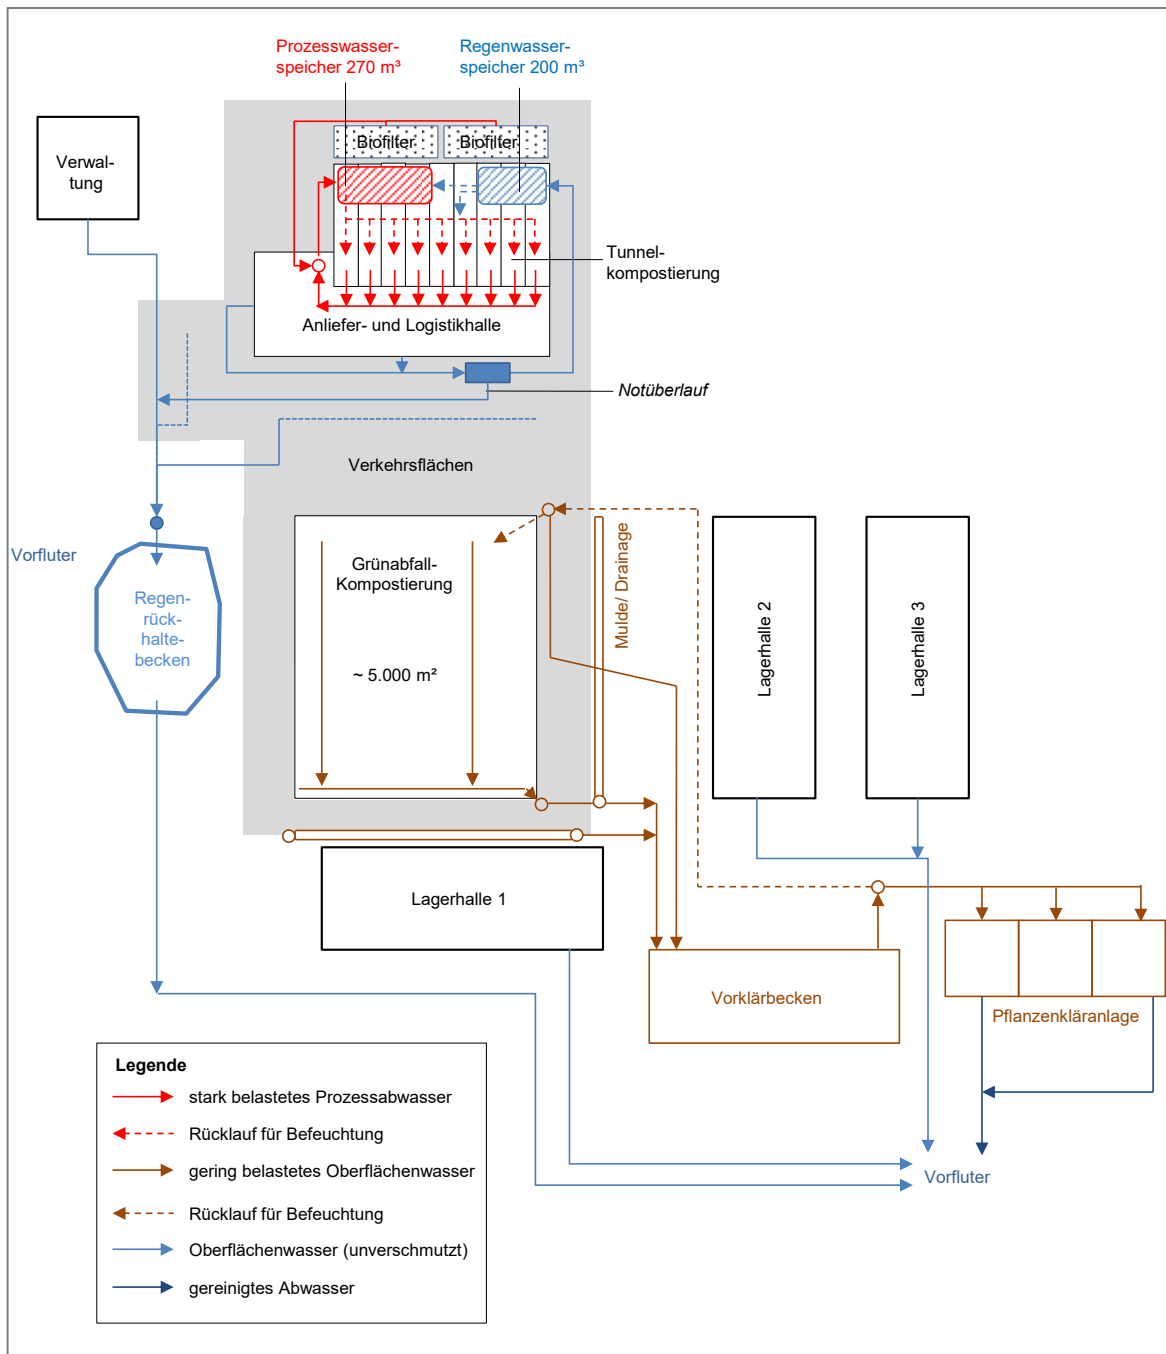 Prozesswasser-
speicher 270 m³
Regenwasser-
speicher 200 m³
Biofilter
Biofilter
Verwal-
tung
Tunnel-
kompostierung
Anliefer- und Logistikhalle
Notüberlauf
Verkehrsflächen
Vorfluter
Regen-
rück-
halte-
becken
Grünabfall-
Kompostierung
~ 5.000 m²
Mulde/ Drainage
Lagerhalle 2
Lagerhalle 3
Lagerhalle 1
Vorklärbecken
Pflanzenkläranlage
Vorfluter
Legende
stark belastetes Prozessabwasser
Rücklauf für Befeuchtung
gering belastetes Oberflächenwasser
Rücklauf für Befeuchtung
Oberflächenwasser (unverschmutzt)
gereinigtes Abwasser